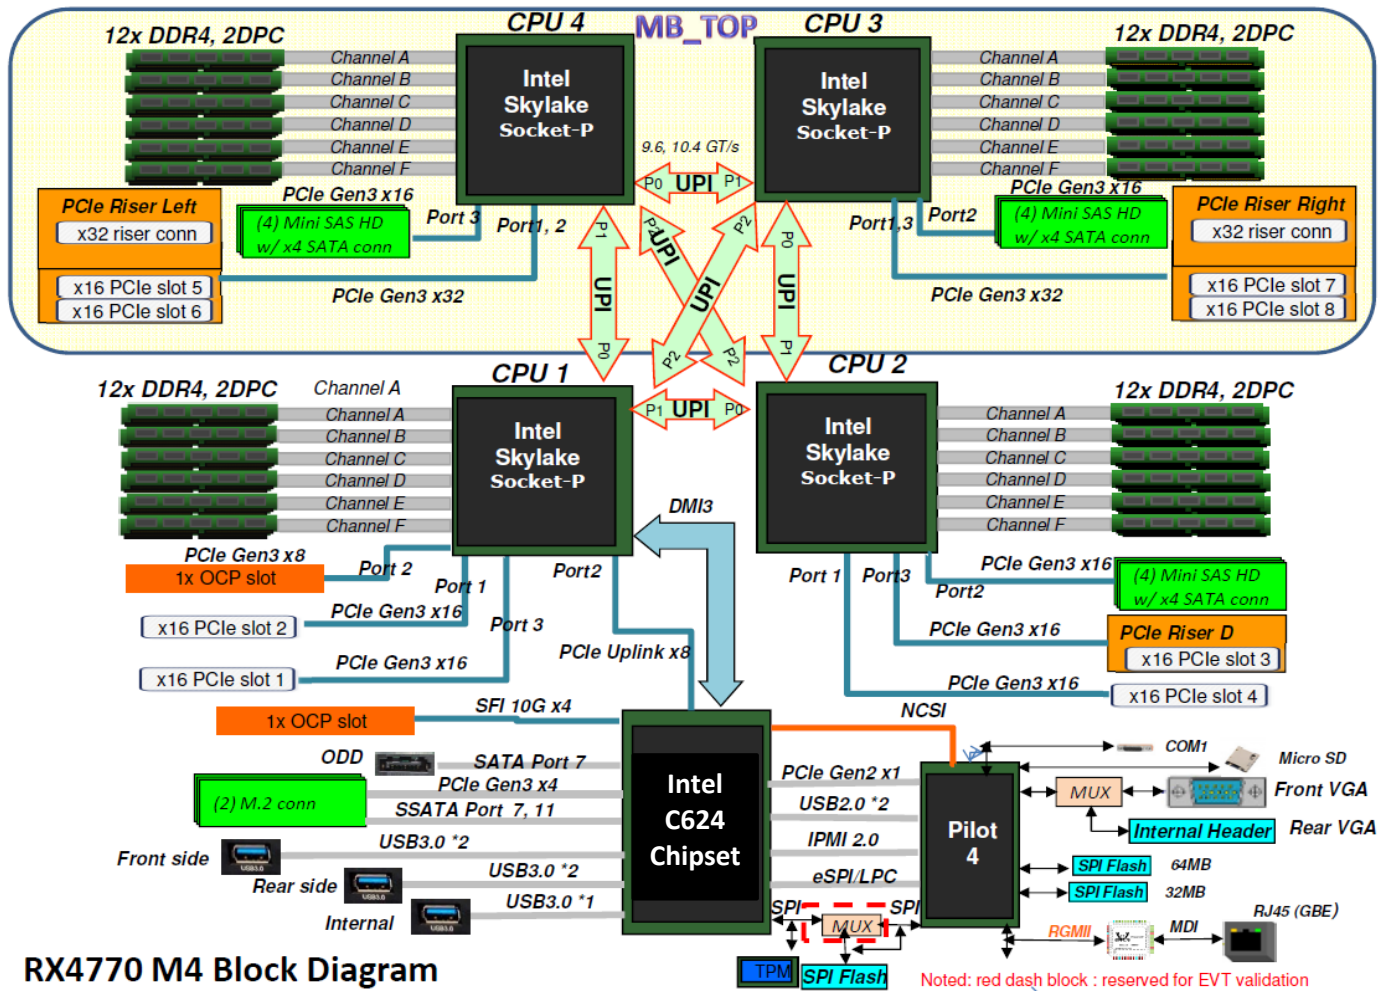 CPU 4
MB_TOP
CPU 3
12x DDR4, 2DPC
12x DDR4, 2DPC
Channel A
Channel B
Channel C
Channel D
Channel E
Channel F
Intel
Skylake
Socket-P
Intel
Skylake
Socket-P
Channel A
Channel B
Channel C
Channel D
Channel E
Channel F
9.6, 10.4 GT/s
P0 UPI P1
PCIe Gen3 x16
PCIe Riser Left
x32 riser conn
(4) Mini SAS HD
w/ x4 SATA conn
Port 3
Port1, 2
x16 PCIe slot 5
x16 PCIe slot 6
PCIe Gen3 x32
P1
UPI
P0
P2
UPI
P2
P2
UPI
P2
P0
UPI
P1
Port1,3
Port2
PCIe Gen3 x16
(4) Mini SAS HD
w/ x4 SATA conn
PCIe Riser Right
x32 riser conn
PCIe Gen3 x32
x16 PCIe slot 7
x16 PCIe slot 8
CPU 1
CPU 2
12x DDR4, 2DPC
Channel A
12x DDR4, 2DPC
Channel A
Channel B
Channel C
Channel D
Channel E
Channel F
Intel
Skylake
Socket-P
P1 UPI P0
Intel
Skylake
Socket-P
Channel A
Channel B
Channel C
Channel D
Channel E
Channel F
DMI3
PCIe Gen3 x8
1x OCP slot
Port 2
Port 1
Port2
PCIe Gen3 x16
x16 PCIe slot 2
Port 3
PCIe Uplink x8
PCIe Gen3 x16
x16 PCIe slot 1
Port 1
Port3
Port2
PCIe Gen3 x16
(4) Mini SAS HD
w/ x4 SATA conn
PCIe Gen3 x16
PCIe Riser D
x16 PCIe slot 3
PCIe Gen3 x16
x16 PCIe slot 4
SFI 10G x4
1x OCP slot
NCSI
ODD
SATA Port 7
PCIe Gen3 x4
(2) M.2 conn
SSATA Port 7, 11
USB3.0 *2
Front side
USB3.0
USB3.0 *2
Rear side
USB3.0
USB3.0 *1
Internal
USB3.0
Intel
C624
Chipset
PCIe Gen2 x1
USB2.0 *2
IPMI 2.0
eSPI/LPC
Pilot
4
COM1
Micro SD
MUX
Front VGA
Internal Header
Rear VGA
SPI Flash
64MB
SPI Flash
32MB
SPI
MUX
SPI
TPM
SPI Flash
RGMII
MDI
RJ45 (GBE)
RX4770 M4 Block Diagram
Noted: red dash block : reserved for EVT validation